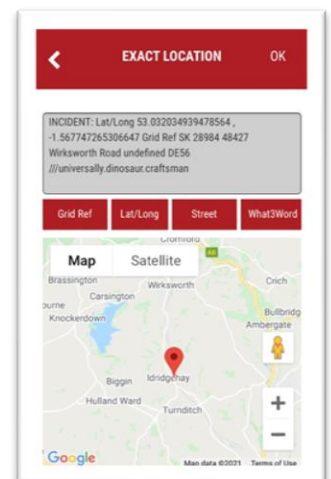 EXACT LOCATION OK
INCIDENT: Lat/Long 53.032034939478564 ,
-1.567747265306647 Grid Ref SK 28984 48427
Wirksworth Road undefined DE56
///universally.dinosaur.craftsman
Grid Ref Lat/Long Street What3Word
Cromford
Map Satellite
Brassington Wirksworth Crich
Carsington
ourne Bullbridg
Knockerdown Ambergate
Biggin Idridgehay
Hulland Ward Turnditch
+
−
Google Map data ©2021 Terms of Use